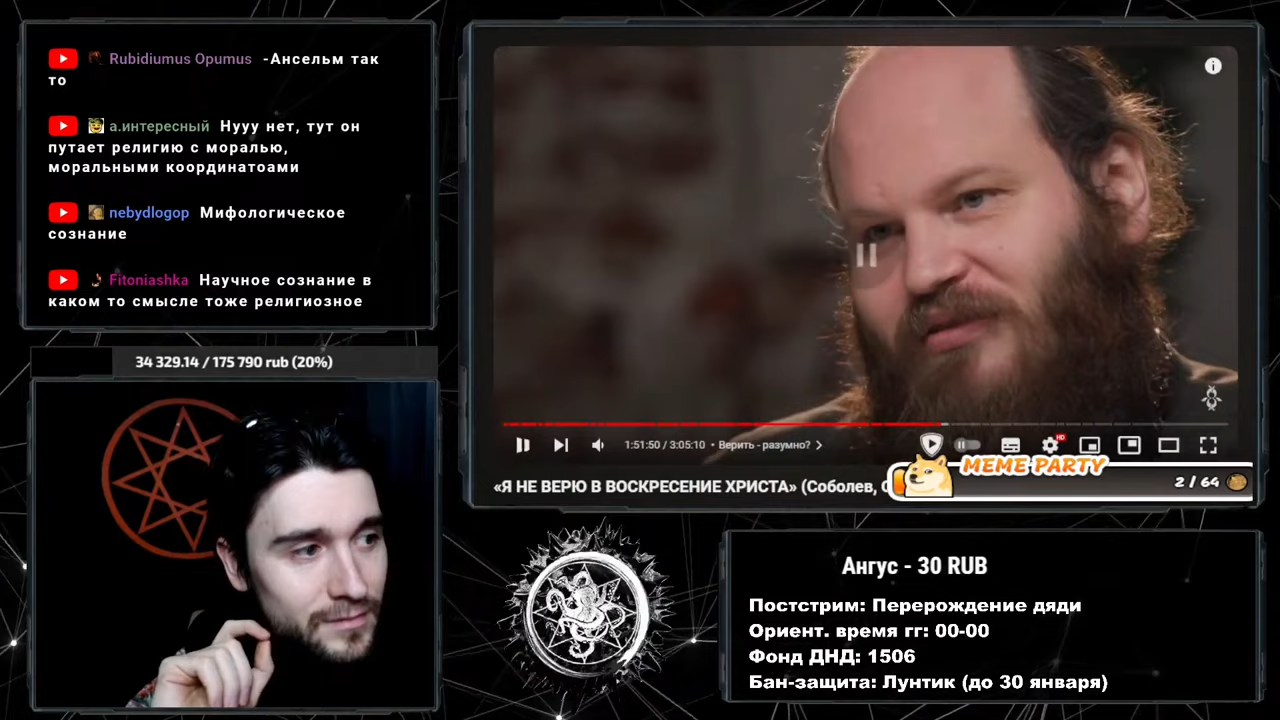 Rubidiumus Opumus -Ансельм так
то
а.интересный Нууу нет, тут он
путает религию с моралью,
моральными координатоами
nebydlogop Мифологическое
сознание
Fitoniashka Научное сознание в
каком то смысле тоже религиозное
34 329.14 / 175 790 rub (20%)
1:51:50 / 3:05:10 • Верить - разумно?
HD
MEME PARTY
2 / 64
«Я НЕ ВЕРЮ В ВОСКРЕСЕНИЕ ХРИСТА» (Соболев,
Ангус - 30 RUB
Постстрим: Перерождение дяди
Ориент. время гг: 00-00
Фонд ДНД: 1506
Бан-защита: Лунтик (до 30 января)